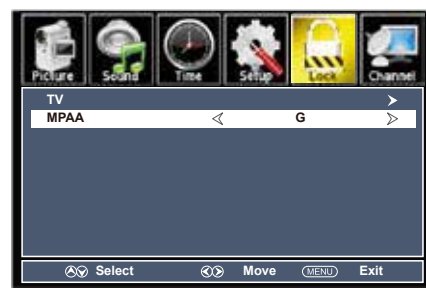 Picture Sound Time Setup Lock Channel
TV
MPAA G
Select Move MENU Exit